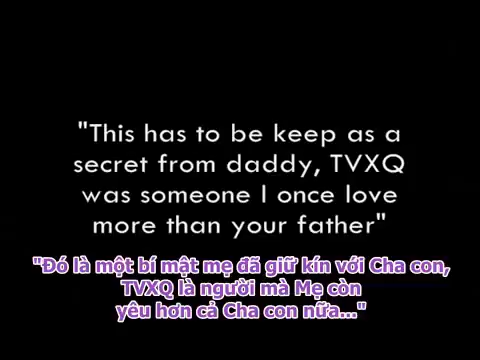 "This has to be keep as a
secret from daddy, TVXQ
was someone I once love
more than your father"
"Đó là một bí mật mẹ đã giữ kín với Cha con,
TVXQ là người mà Mẹ còn
yêu hơn cả Cha con nữa..."